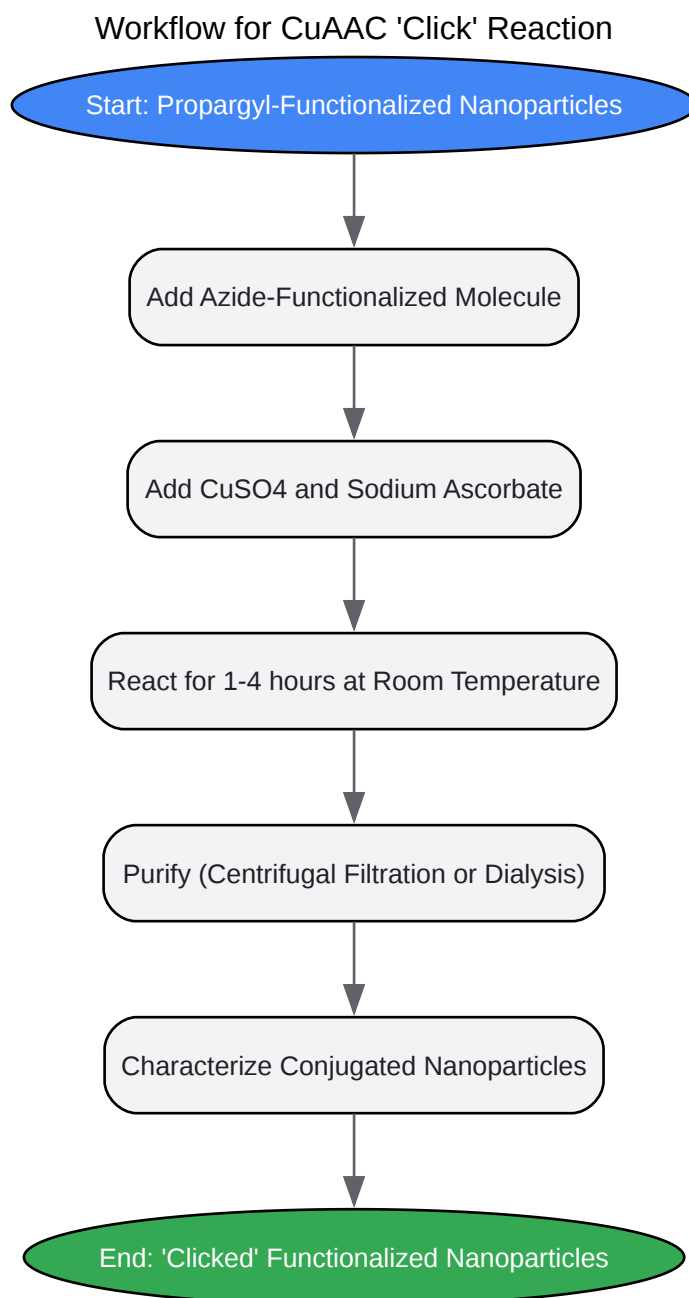 Workflow for CuAAC 'Click' Reaction
Start: Propargyl-Functionalized Nanoparticles
Add Azide-Functionalized Molecule
Add CuSO4 and Sodium Ascorbate
React for 1-4 hours at Room Temperature
Purify (Centrifugal Filtration or Dialysis)
Characterize Conjugated Nanoparticles
End: 'Clicked' Functionalized Nanoparticles